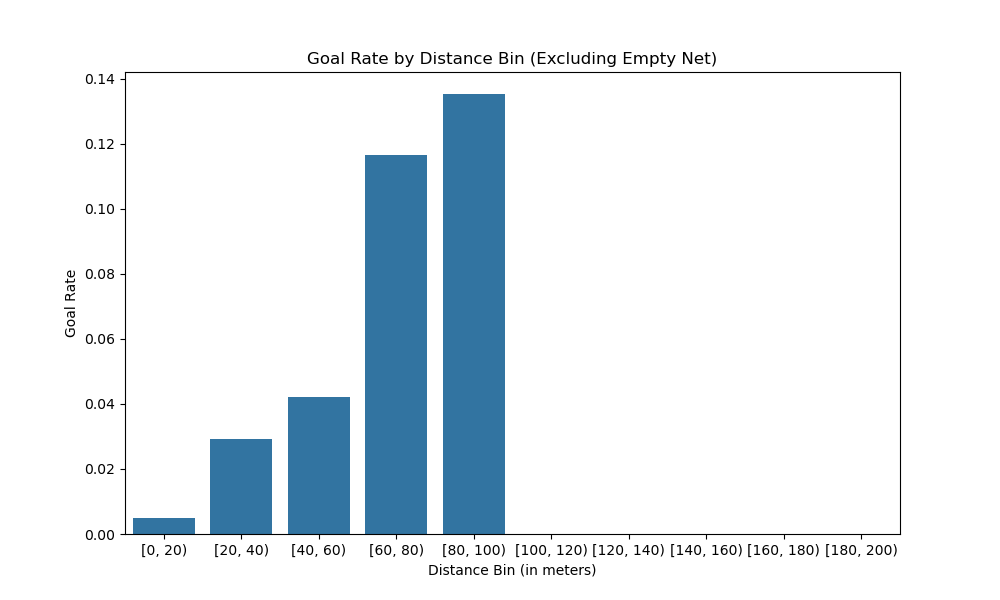 Goal Rate by Distance Bin (Excluding Empty Net)
0.14
0.12
0.10
0.08
0.06
0.04
0.02
0.00
Goal Rate
[0, 20) [20, 40) [40, 60) [60, 80) [80, 100) [100, 120) [120, 140) [140, 160) [160, 180) [180, 200)
Distance Bin (in meters)